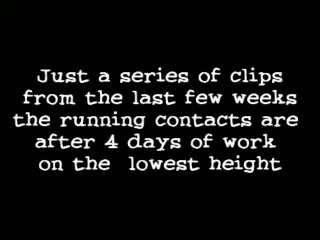 Just a series of clips
from the last few weeks
the running contacts are
after 4 days of work
on the lowest height